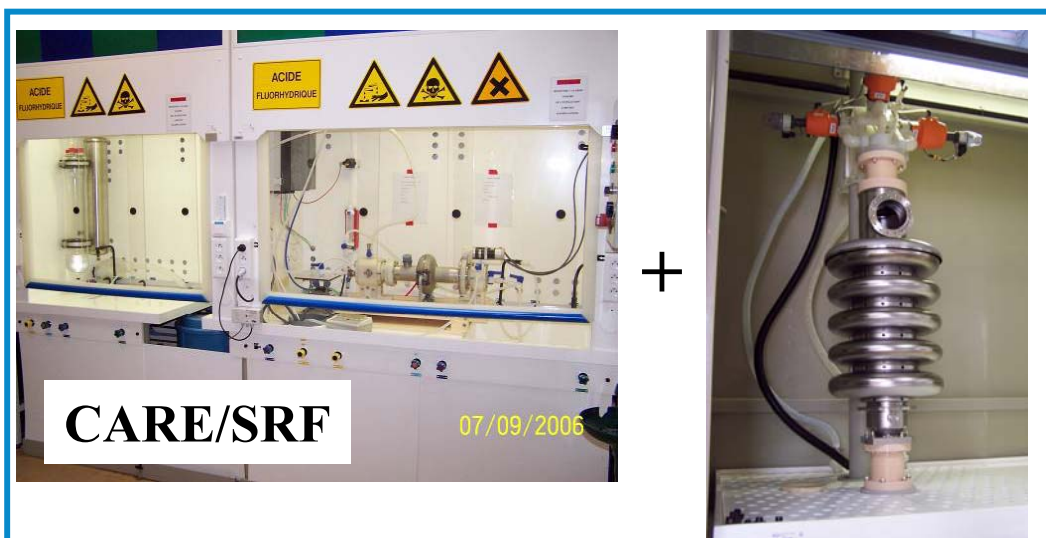 ACIDE
FLUORHYDRIQUE
ACIDE
FLUORHYDRIQUE
+
CARE/SRF
07/09/2006